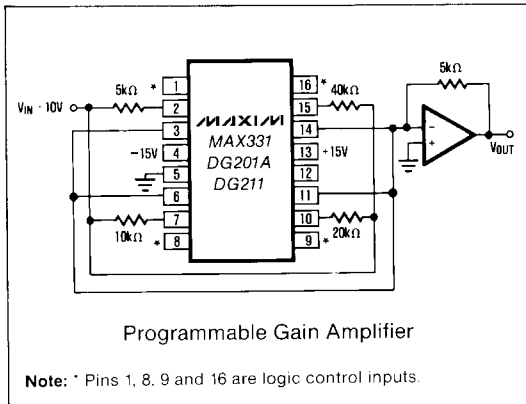 5kΩ * 1 16 * 5kΩ
VIN - 10V 2 15 40kΩ
3 MAXIM 14 -
-15V 4 MAX331 13 +15V + VOUT
5 DG201A 12
6 DG211 11
10kΩ 7 10 20kΩ
* 8 9 *
Programmable Gain Amplifier
Note: * Pins 1, 8, 9 and 16 are logic control inputs.